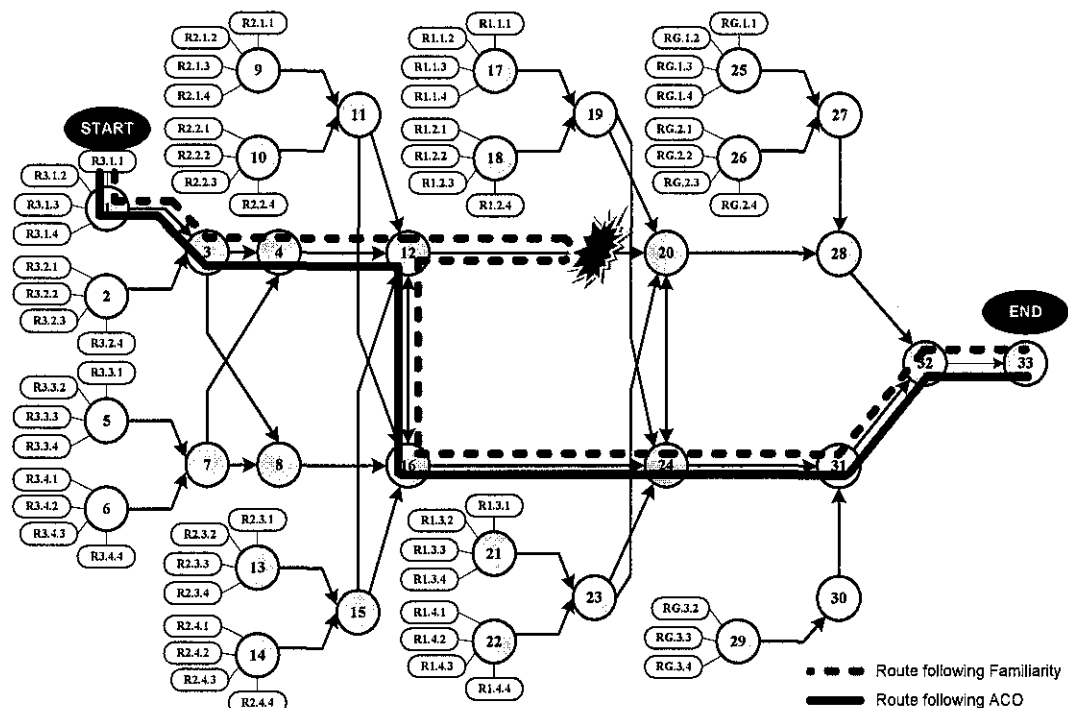 START
R3.1.1
R3.1.2
R3.1.3
R3.1.4
1
R3.2.1
R3.2.2
R3.2.3
R3.2.4
2
3
4
R3.3.1
R3.3.2
R3.3.3
R3.3.4
5
R3.4.1
R3.4.2
R3.4.3
R3.4.4
6
7
8
R2.1.1
R2.1.2
R2.1.3
R2.1.4
9
R2.2.1
R2.2.2
R2.2.3
R2.2.4
10
11
12
R2.3.1
R2.3.2
R2.3.3
R2.3.4
13
R2.4.1
R2.4.2
R2.4.3
R2.4.4
14
15
16
R1.1.1
R1.1.2
R1.1.3
R1.1.4
17
R1.2.1
R1.2.2
R1.2.3
R1.2.4
18
19
20
R1.3.1
R1.3.2
R1.3.3
R1.3.4
21
R1.4.1
R1.4.2
R1.4.3
R1.4.4
22
23
24
RG.1.1
RG.1.2
RG.1.3
RG.1.4
25
RG.2.1
RG.2.2
RG.2.3
RG.2.4
26
27
28
RG.3.2
RG.3.3
RG.3.4
29
30
31
32
33
END
Route following Familiarity
Route following ACO